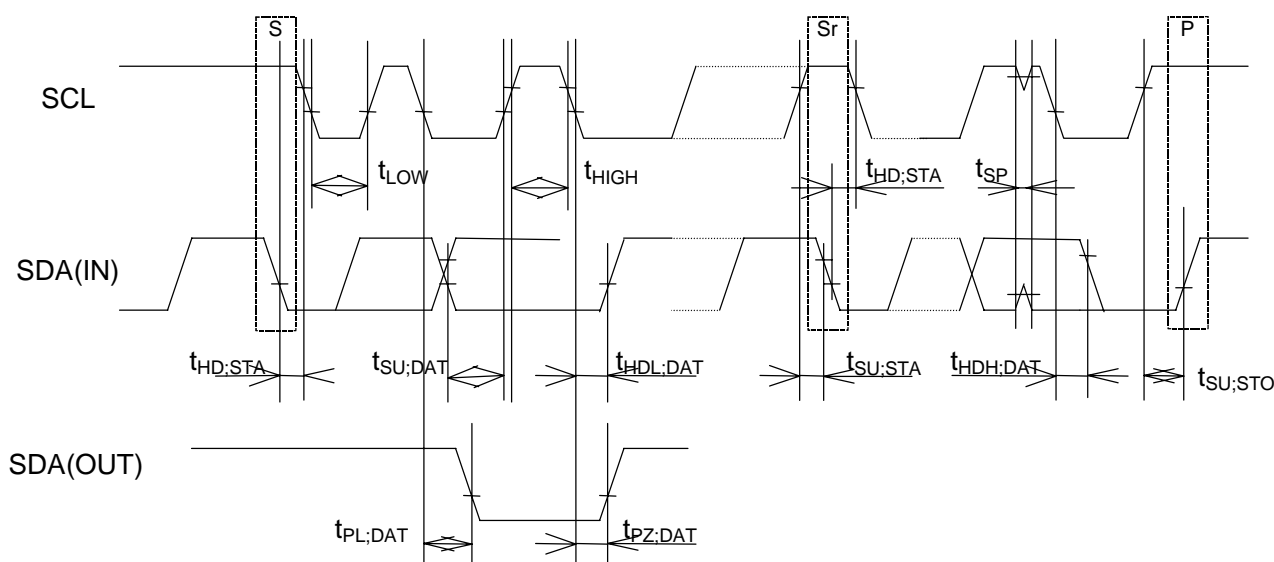 S Sr P
SCL
tLOW tHIGH tHD;STA tSP
SDA(IN)
tHD;STA tSU;DAT tHDL;DAT tSU;STA tHDH;DAT tSU;STO
SDA(OUT)
tPL;DAT tPZ;DAT